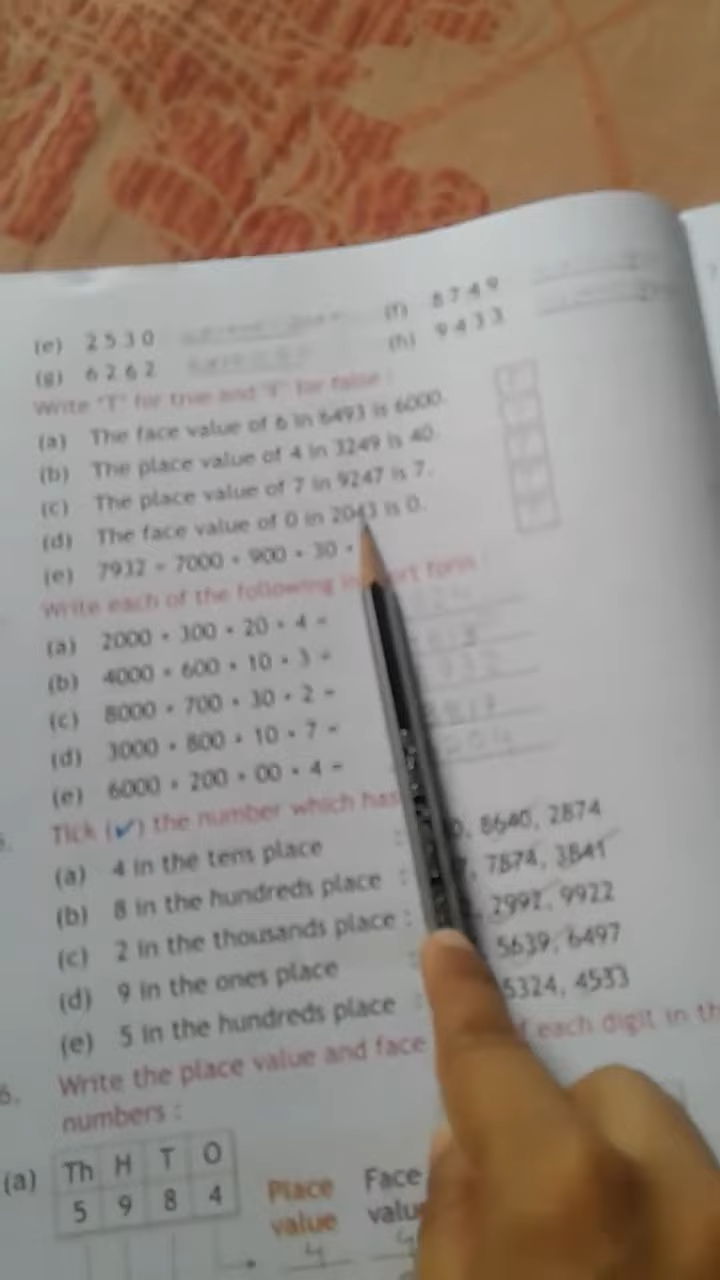 (e) 2530
(f) 8749
(g) 6262
(h) 9433
Write "T" for true and "F" for false :
(a) The face value of 6 in 6493 is 6000.
(b) The place value of 4 in 3249 is 40.
(c) The place value of 7 in 9247 is 7.
(d) The face value of 0 in 2043 is 0.
(e) 7932 = 7000 + 900 + 30 +
Write each of the following in short form :
(a) 2000 + 300 + 20 + 4 =
(b) 4000 + 600 + 10 + 3 =
(c) 8000 + 700 + 30 + 2 =
(d) 3000 + 800 + 10 + 7 =
(e) 6000 + 200 + 00 + 4 =
Tick (✔) the number which has
(a) 4 in the tens place : 8640, 2874
(b) 8 in the hundreds place : 7874, 3841
(c) 2 in the thousands place : 2992, 9922
(d) 9 in the ones place : 5639, 6497
(e) 5 in the hundreds place : 5324, 4533
6. Write the place value and face each digit in th
numbers :
(a) Th H T O
5 9 8 4
Place Face
value valu
4